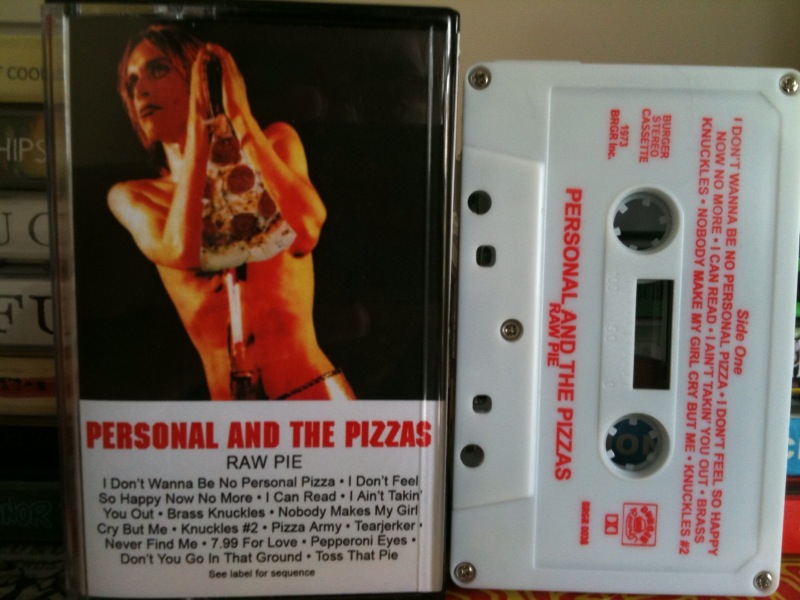 COO
HIPS
U C
FU
PERSONAL AND THE PIZZAS
RAW PIE
I Don't Wanna Be No Personal Pizza • I Don't Feel
So Happy Now No More • I Can Read • I Ain't Takin'
You Out • Brass Knuckles • Nobody Makes My Girl
Cry But Me • Knuckles #2 • Pizza Army • Tearjerker •
Never Find Me • 7.99 For Love • Pepperoni Eyes •
Don't You Go In That Ground • Toss That Pie
See label for sequence
Side One
I DON'T WANNA BE NO PERSONAL PIZZA • I DON'T FEEL SO HAPPY
NOW NO MORE • I CAN READ • I AIN'T TAKIN' YOU OUT • BRASS
KNUCKLES • NOBODY MAKE MY GIRL CRY BUT ME • KNUCKLES #2
BURGER
STEREO
CASSETTE
1973
BRGR Inc.
PERSONAL AND THE PIZZAS
RAW PIE